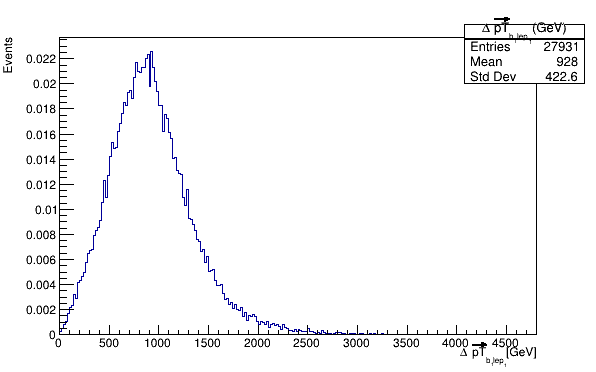 Δ pT b,lep₁ (GeV)
Entries 27931
Mean 928
Std Dev 422.6
Events
0.022
0.02
0.018
0.016
0.014
0.012
0.01
0.008
0.006
0.004
0.002
0
0 500 1000 1500 2000 2500 3000 3500 4000 4500
Δ pT b,lep₁ [GeV]